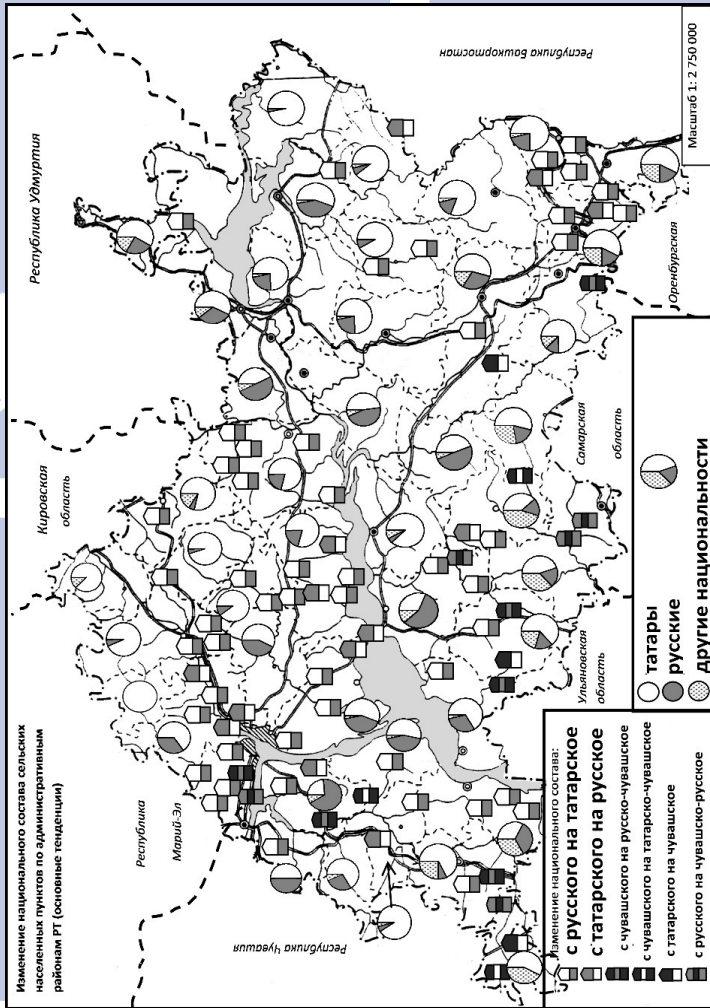 Изменение национального состава сельских
населенных пунктов по административным
районам РТ (основные тенденции)
Республика
Марий-Эл
Кировская
область
Республика Удмуртия
Республика Башкортостан
Республика Чувашия
Ульяновская
область
Самарская
область
Оренбургская
Масштаб 1: 2 750 000
Изменение национального состава:
с русского на татарское
с татарского на русское
с чувашского на русско-чувашское
с чувашского на татарско-чувашское
с татарского на чувашское
с русского на чувашско-русское
татары
русские
другие национальности